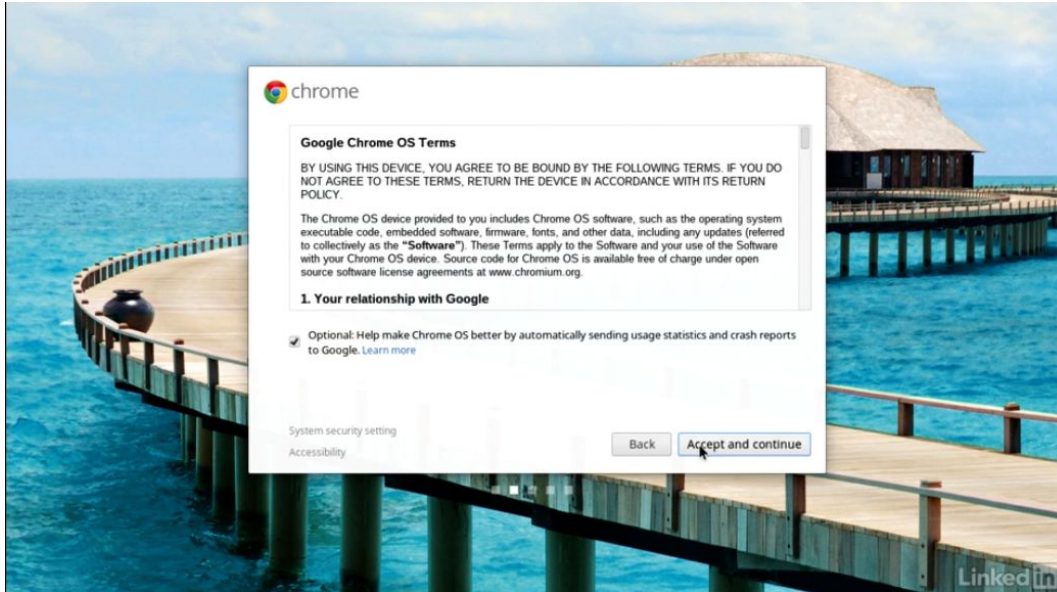 chrome
Google Chrome OS Terms
BY USING THIS DEVICE, YOU AGREE TO BE BOUND BY THE FOLLOWING TERMS. IF YOU DO
NOT AGREE TO THESE TERMS, RETURN THE DEVICE IN ACCORDANCE WITH ITS RETURN
POLICY.
The Chrome OS device provided to you includes Chrome OS software, such as the operating system
executable code, embedded software, firmware, fonts, and other data, including any updates (referred
to collectively as the "Software"). These Terms apply to the Software and your use of the Software
with your Chrome OS device. Source code for Chrome OS is available free of charge under open
source software license agreements at www.chromium.org.
1. Your relationship with Google
Optional: Help make Chrome OS better by automatically sending usage statistics and crash reports
to Google. Learn more
System security setting
Accessibility
Back
Accept and continue
Linked in